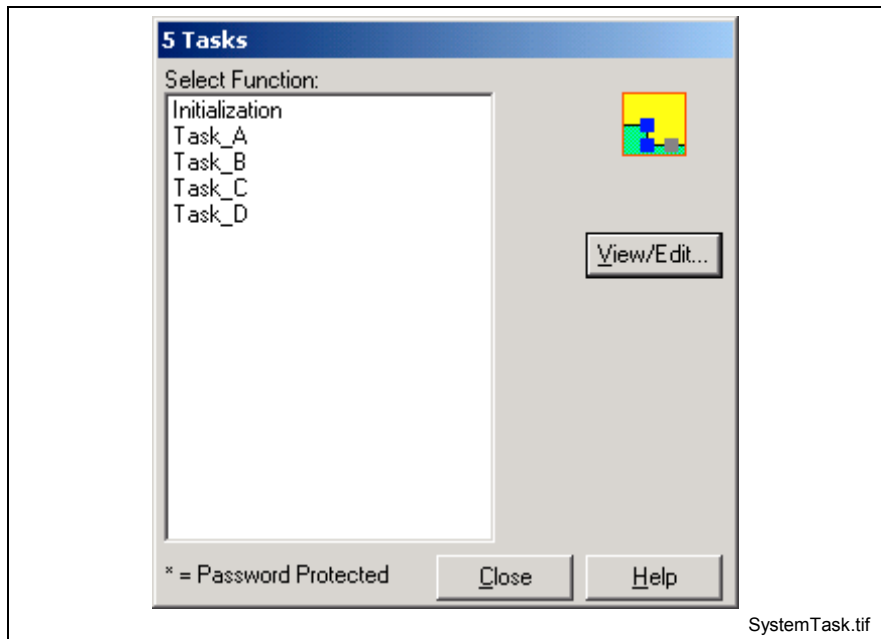 5 Tasks
Select Function:
Initialization
Task_A
Task_B
Task_C
Task_D
View/Edit...
* = Password Protected
Close
Help
SystemTask.tif